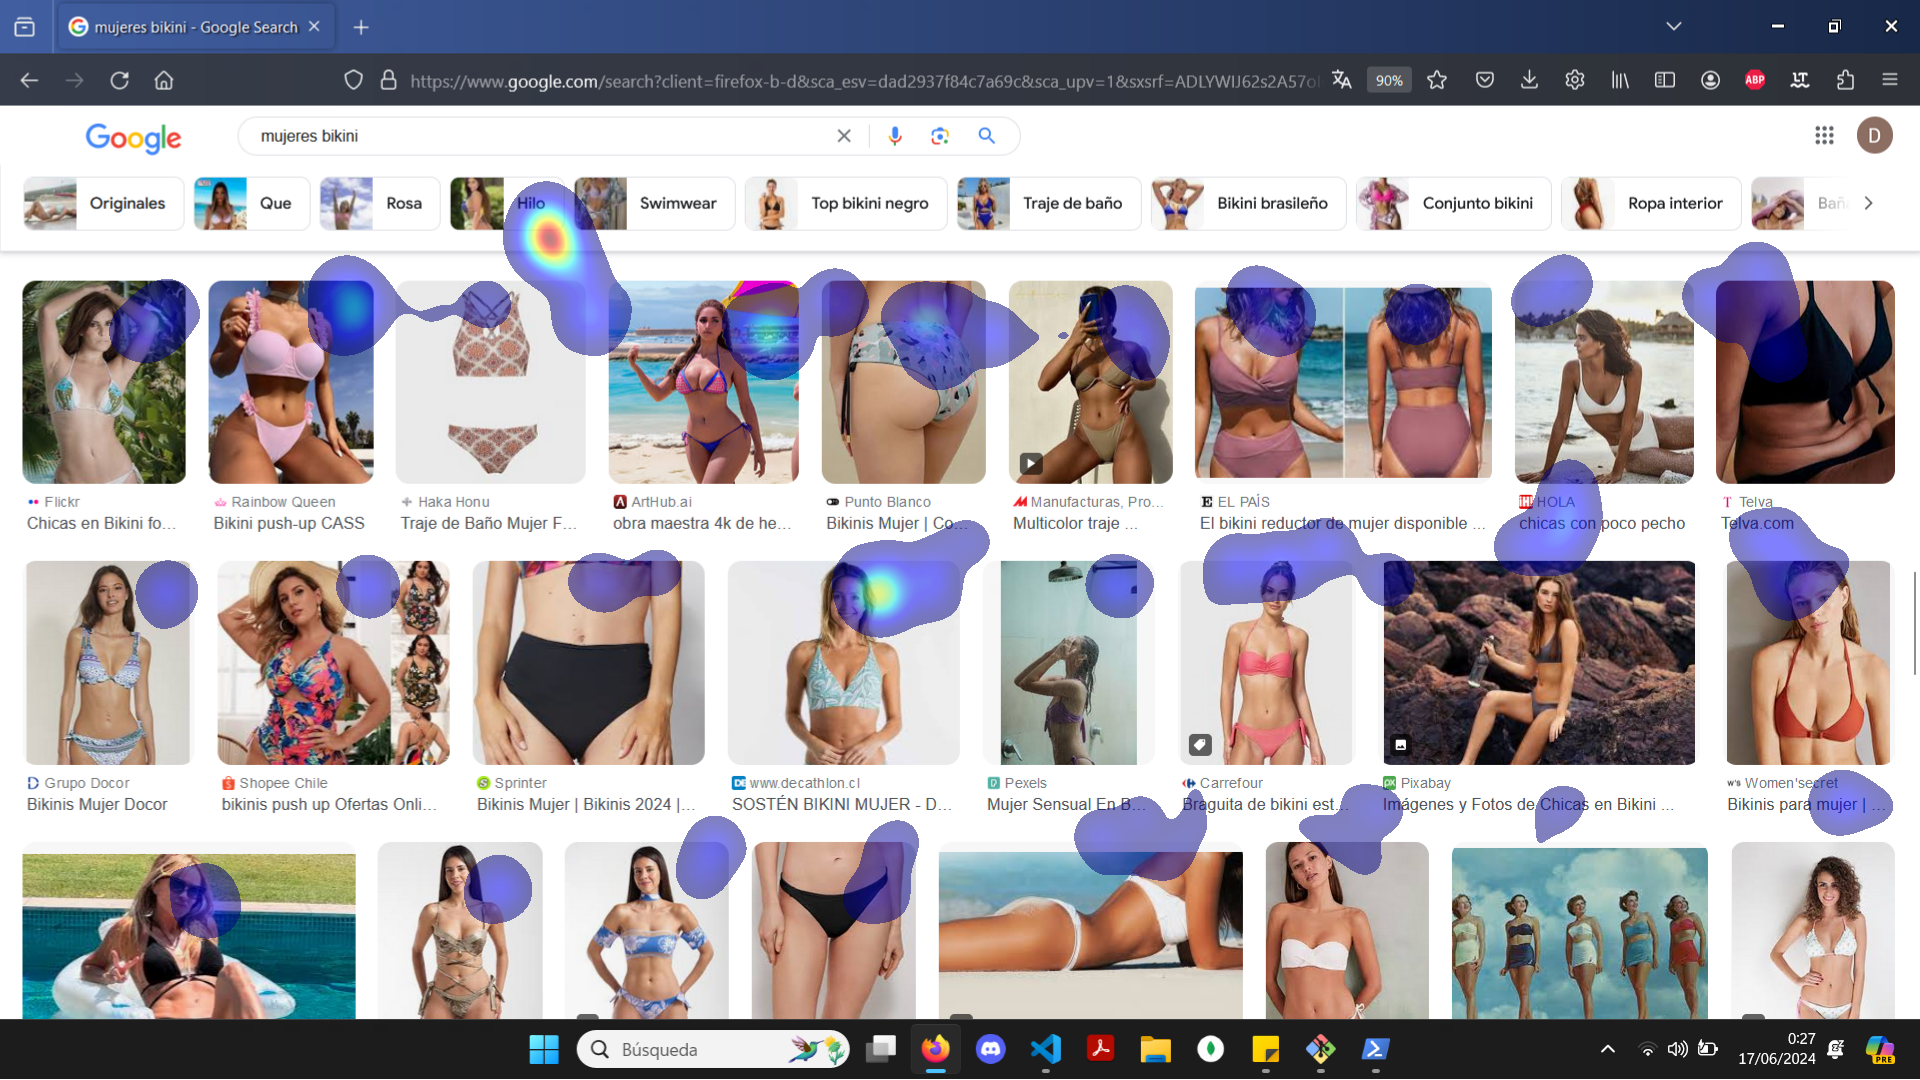 mujeres bikini - Google Search
https://www.google.com/search?client=firefox-b-d&sca_esv=dad2937f84c7a69c&sca_upv=1&sxsrf=ADLYWIJ62s2A57o
90%
ABP
Google
mujeres bikini
D
Originales
Que
Rosa
Hilo
Swimwear
Top bikini negro
Traje de baño
Bikini brasileño
Conjunto bikini
Ropa interior
Bañ
Flickr
Chicas en Bikini fo...
Rainbow Queen
Bikini push-up CASS
Haka Honu
Traje de Baño Mujer F...
ArtHub.ai
obra maestra 4k de he...
Punto Blanco
Bikinis Mujer | Co...
Manufacturas, Pro...
Multicolor traje ...
EL PAÍS
El bikini reductor de mujer disponible ...
HOLA
chicas con poco pecho
Telva
Telva.com
Grupo Docor
Bikinis Mujer Docor
Shopee Chile
bikinis push up Ofertas Onli...
Sprinter
Bikinis Mujer | Bikinis 2024 |...
www.decathlon.cl
SOSTÉN BIKINI MUJER - D...
Pexels
Mujer Sensual En B...
Carrefour
Braguita de bikini est...
Pixabay
Imágenes y Fotos de Chicas en Bikini ...
Women'secret
Bikinis para mujer | ...
Búsqueda
0:27
17/06/2024
PRE